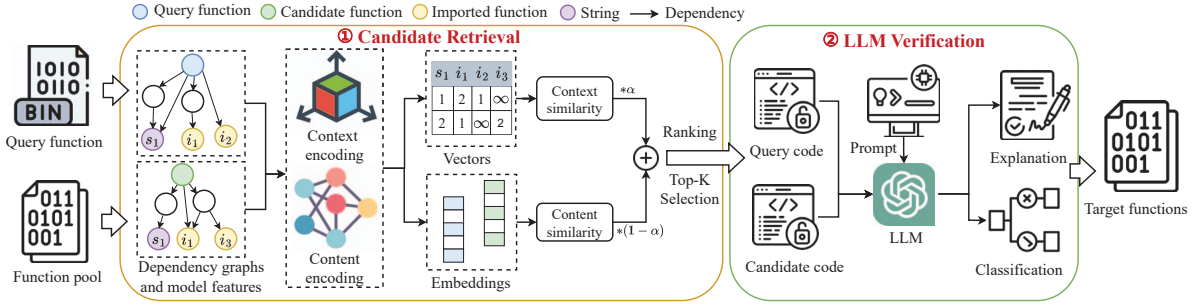 Query function
Candidate function
Imported function
String
Dependency
① Candidate Retrieval
② LLM Verification
1010
0110
BIN
Query function
011
0101
001
Function pool
s1
i1
i2
s1
i1
i3
Dependency graphs
and model features
Context
encoding
Content
encoding
s1 i1 i2 i3
1 2 1 ∞
2 1 ∞ 2
Vectors
Embeddings
Context
similarity
*α
Content
similarity
*(1−α)
Ranking
Top-K
Selection
Query code
Candidate code
Prompt
LLM
Explanation
Classification
011
0101
001
Target functions